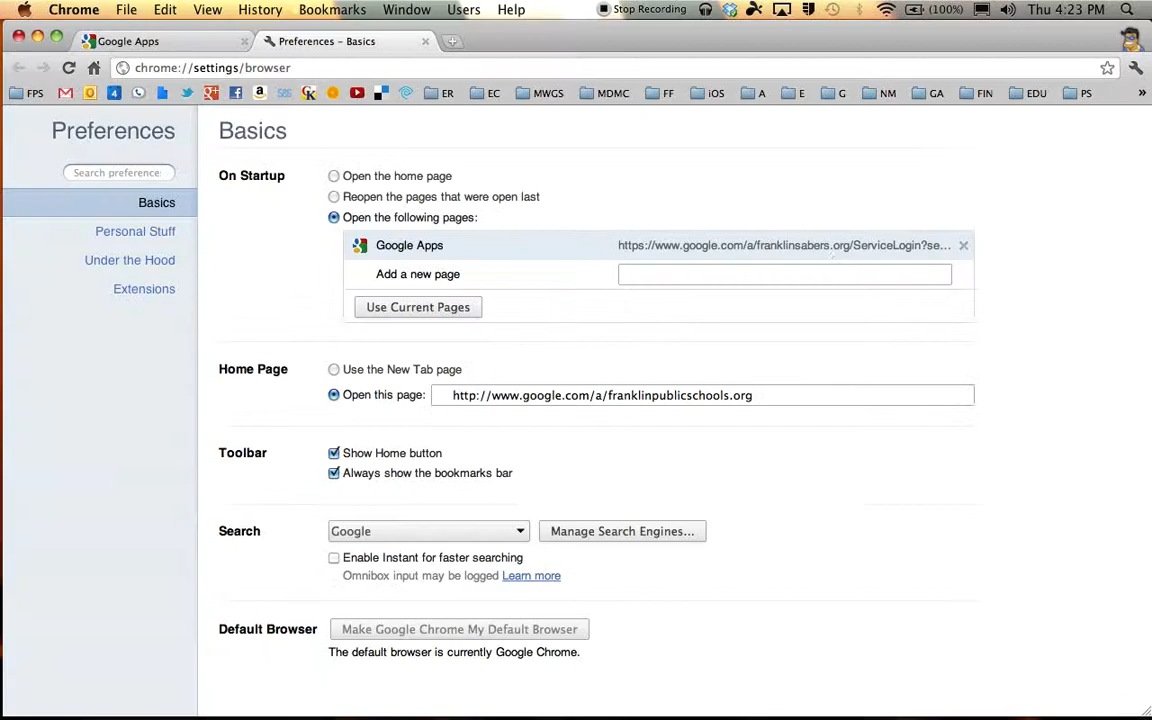 Chrome File Edit View History Bookmarks Window Users Help Stop Recording (100%) Thu 4:23 PM
Google Apps Preferences – Basics
chrome://settings/browser
FPS ER EC MWGS MDMC FF iOS A E G NM GA FIN EDU PS »
Preferences
Search preference:
Basics
Personal Stuff
Under the Hood
Extensions
Basics
On Startup
Open the home page
Reopen the pages that were open last
Open the following pages:
Google Apps https://www.google.com/a/franklinsabers.org/ServiceLogin?se...
Add a new page
Use Current Pages
Home Page
Use the New Tab page
Open this page: http://www.google.com/a/franklinpublicschools.org
Toolbar
Show Home button
Always show the bookmarks bar
Search
Google Manage Search Engines...
Enable Instant for faster searching
Omnibox input may be logged Learn more
Default Browser
Make Google Chrome My Default Browser
The default browser is currently Google Chrome.